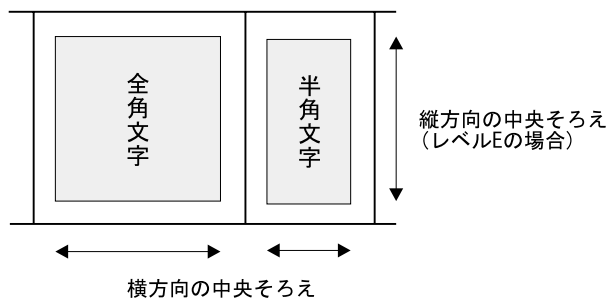 全角文字
半角文字
縦方向の中央そろえ
(レベルEの場合)
横方向の中央そろえ